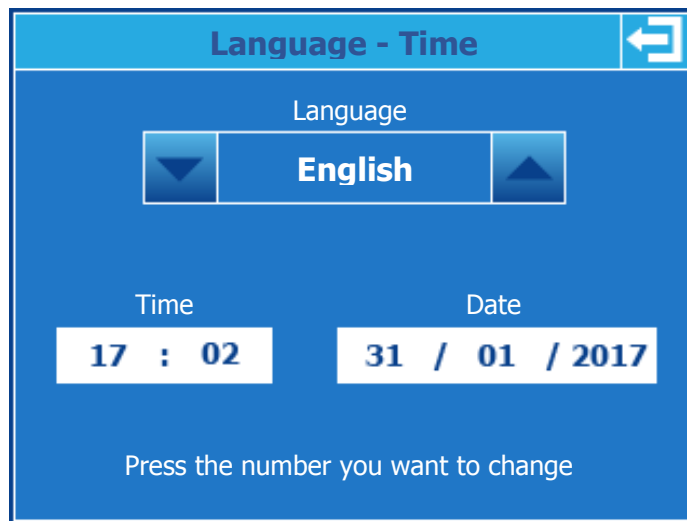 Language - Time
Language
English
Time Date
17 : 02 31 / 01 / 2017
Press the number you want to change